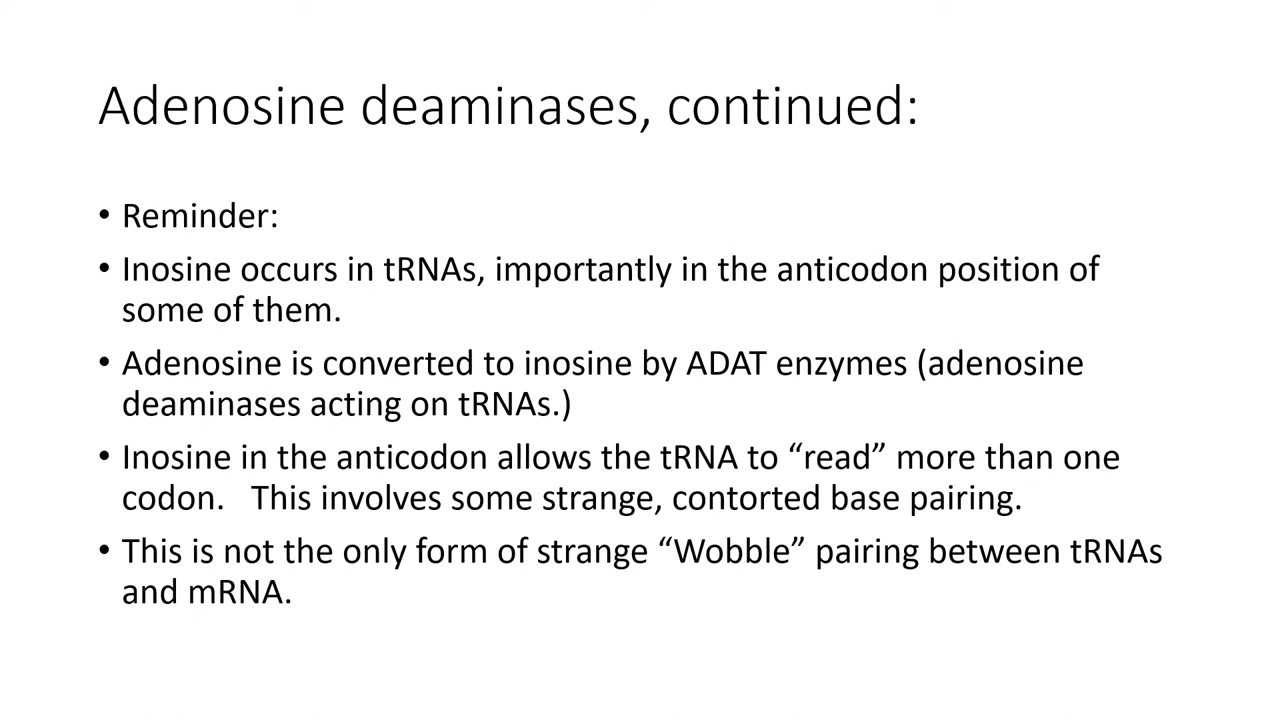 Adenosine deaminases, continued:
• Reminder:
• Inosine occurs in tRNAs, importantly in the anticodon position of
some of them.
• Adenosine is converted to inosine by ADAT enzymes (adenosine
deaminases acting on tRNAs.)
• Inosine in the anticodon allows the tRNA to “read” more than one
codon.   This involves some strange, contorted base pairing.
• This is not the only form of strange “Wobble” pairing between tRNAs
and mRNA.